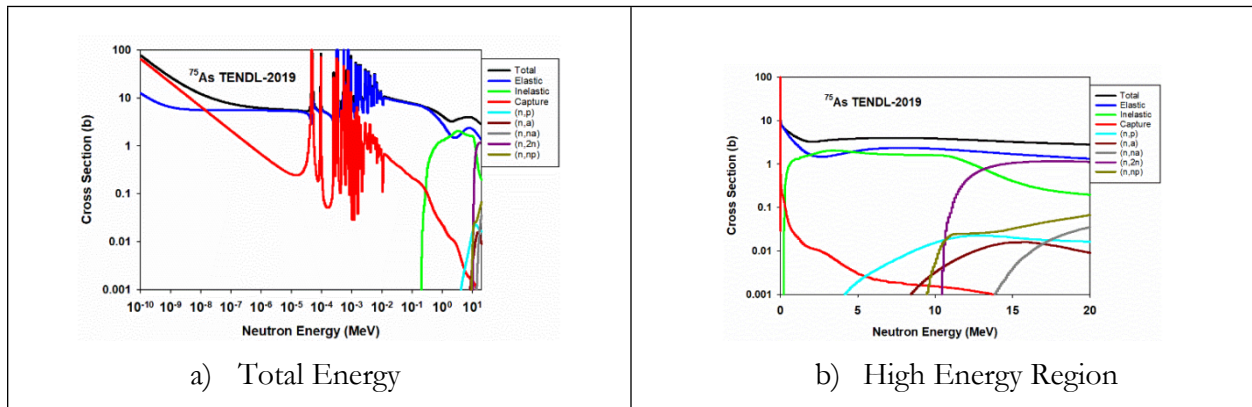 ⁷⁵As TENDL-2019
Cross Section (b)
100
10
1
0.1
0.01
0.001
10⁻¹⁰ 10⁻⁹ 10⁻⁸ 10⁻⁷ 10⁻⁶ 10⁻⁵ 10⁻⁴ 10⁻³ 10⁻² 10⁻¹ 10⁰ 10¹
Neutron Energy (MeV)
Total
Elastic
Inelastic
Capture
(n,p)
(n,a)
(n,na)
(n,2n)
(n,np)
a) Total Energy
⁷⁵As TENDL-2019
Cross Section (b)
100
10
1
0.1
0.01
0.001
0 5 10 15 20
Neutron Energy (MeV)
Total
Elastic
Inelastic
Capture
(n,p)
(n,a)
(n,na)
(n,2n)
(n,np)
b) High Energy Region